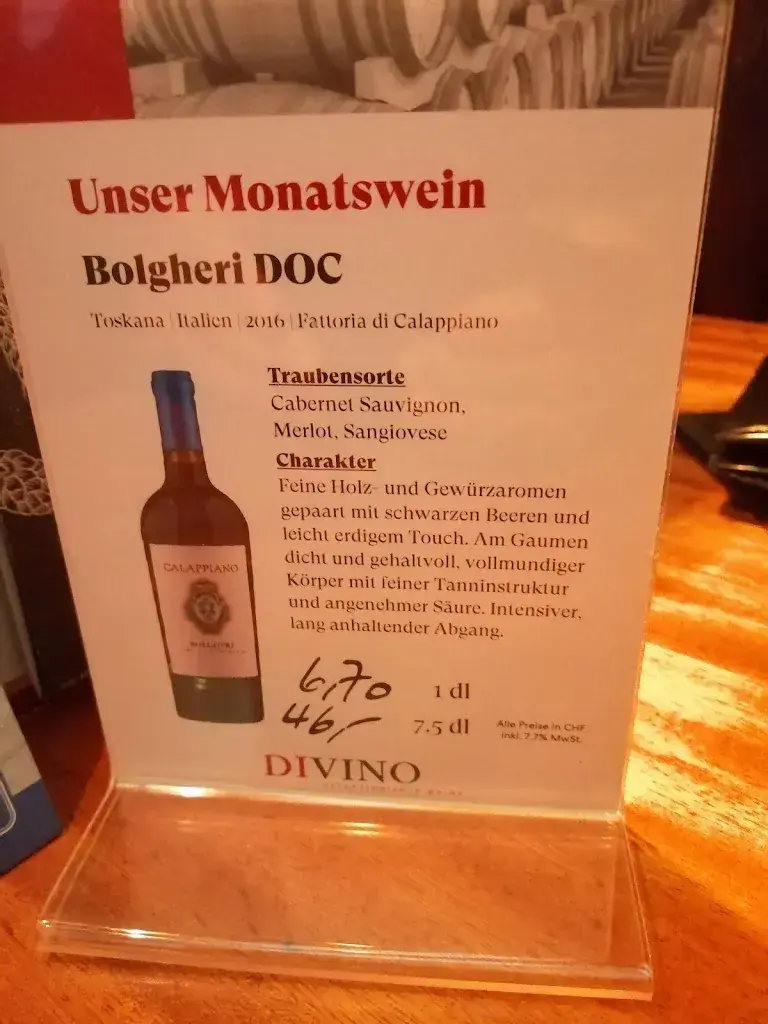 Unser Monatswein
Bolgheri DOC
Toskana | Italien | 2016 | Fattoria di Calappiano
Traubensorte
Cabernet Sauvignon,
Merlot, Sangiovese
Charakter
Feine Holz- und Gewürzaromen
gepaart mit schwarzen Beeren und
leicht erdigem Touch. Am Gaumen
dicht und gehaltvoll, vollmundiger
Körper mit feiner Tanninstruktur
und angenehmer Säure. Intensiver,
lang anhaltender Abgang.
CALAPPIANO
BOLGHERI
6,70 1 dl
46,- 7.5 dl
Alle Preise in CHF
inkl. 7.7% MwSt.
DIVINO